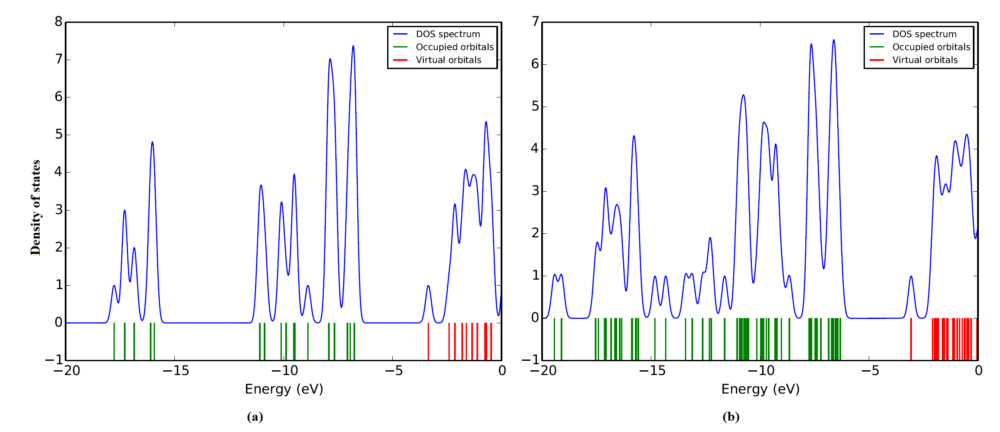 8
7
6
5
4
3
2
1
0
−1
−20
−15
−10
−5
0
Density of states
Energy (eV)
DOS spectrum
Occupied orbitals
Virtual orbitals
(a)
7
6
5
4
3
2
1
0
−1
−20
−15
−10
−5
0
Energy (eV)
DOS spectrum
Occupied orbitals
Virtual orbitals
(b)